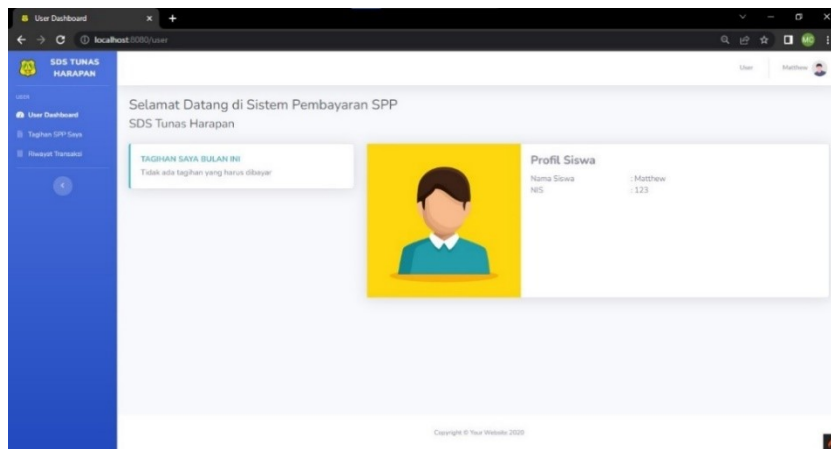 User Dashboard
localhost:8080/user
MC
SDS TUNAS
HARAPAN
User
Matthew
USER
User Dashboard
Tagihan SPP Saya
Riwayat Transaksi
Selamat Datang di Sistem Pembayaran SPP
SDS Tunas Harapan
TAGIHAN SAYA BULAN INI
Tidak ada tagihan yang harus dibayar
Profil Siswa
Nama Siswa : Matthew
NIS : 123
Copyright © Your Website 2020